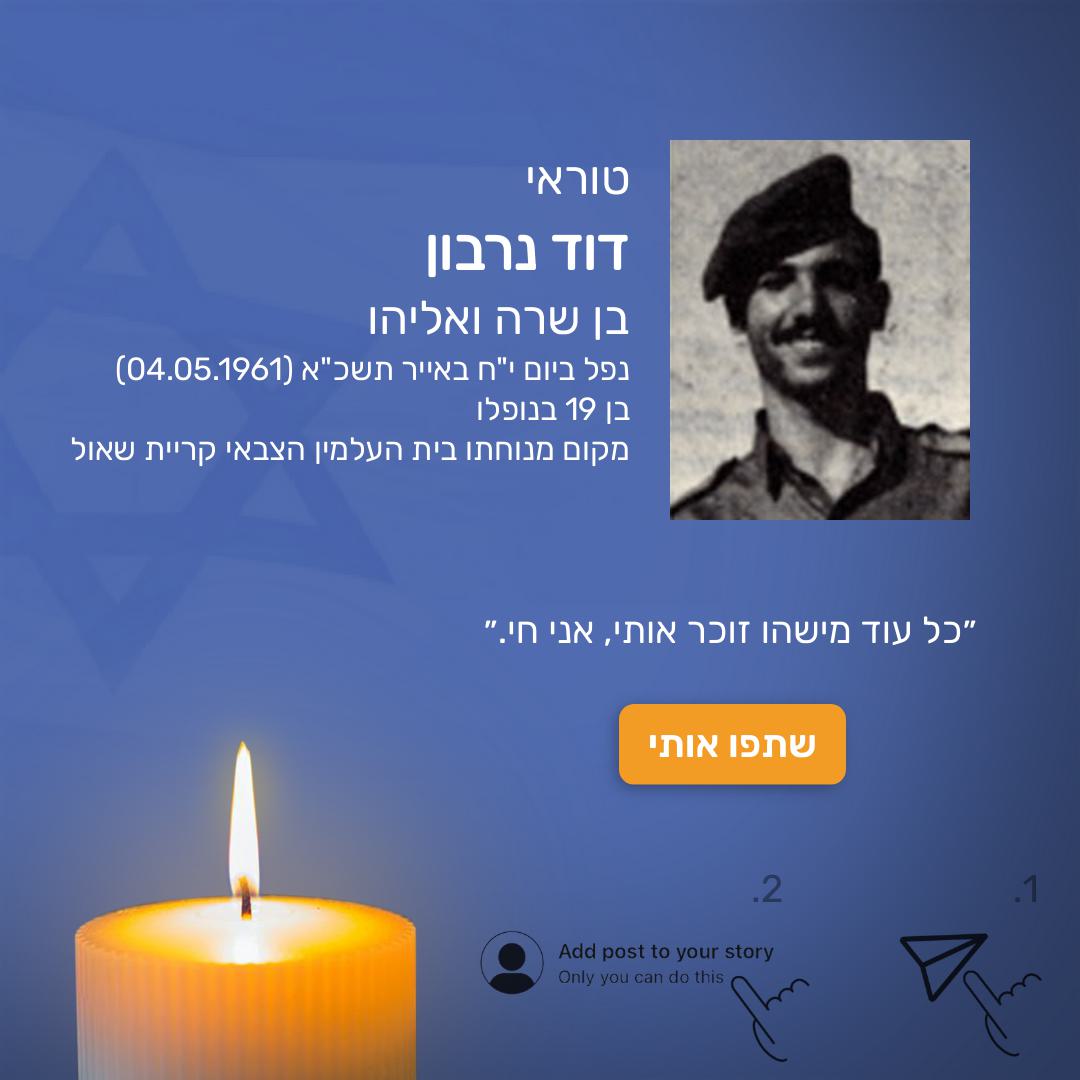 טוראי
דוד נרבון
בן שרה ואליהו
נפל ביום י"ח באייר תשכ"א (04.05.1961)
בן 19 בנופלו
מקום מנוחתו בית העלמין הצבאי קריית שאול
״כל עוד מישהו זוכר אותי, אני חי.״
שתפו אותי
.1
.2
Add post to your story
Only you can do this